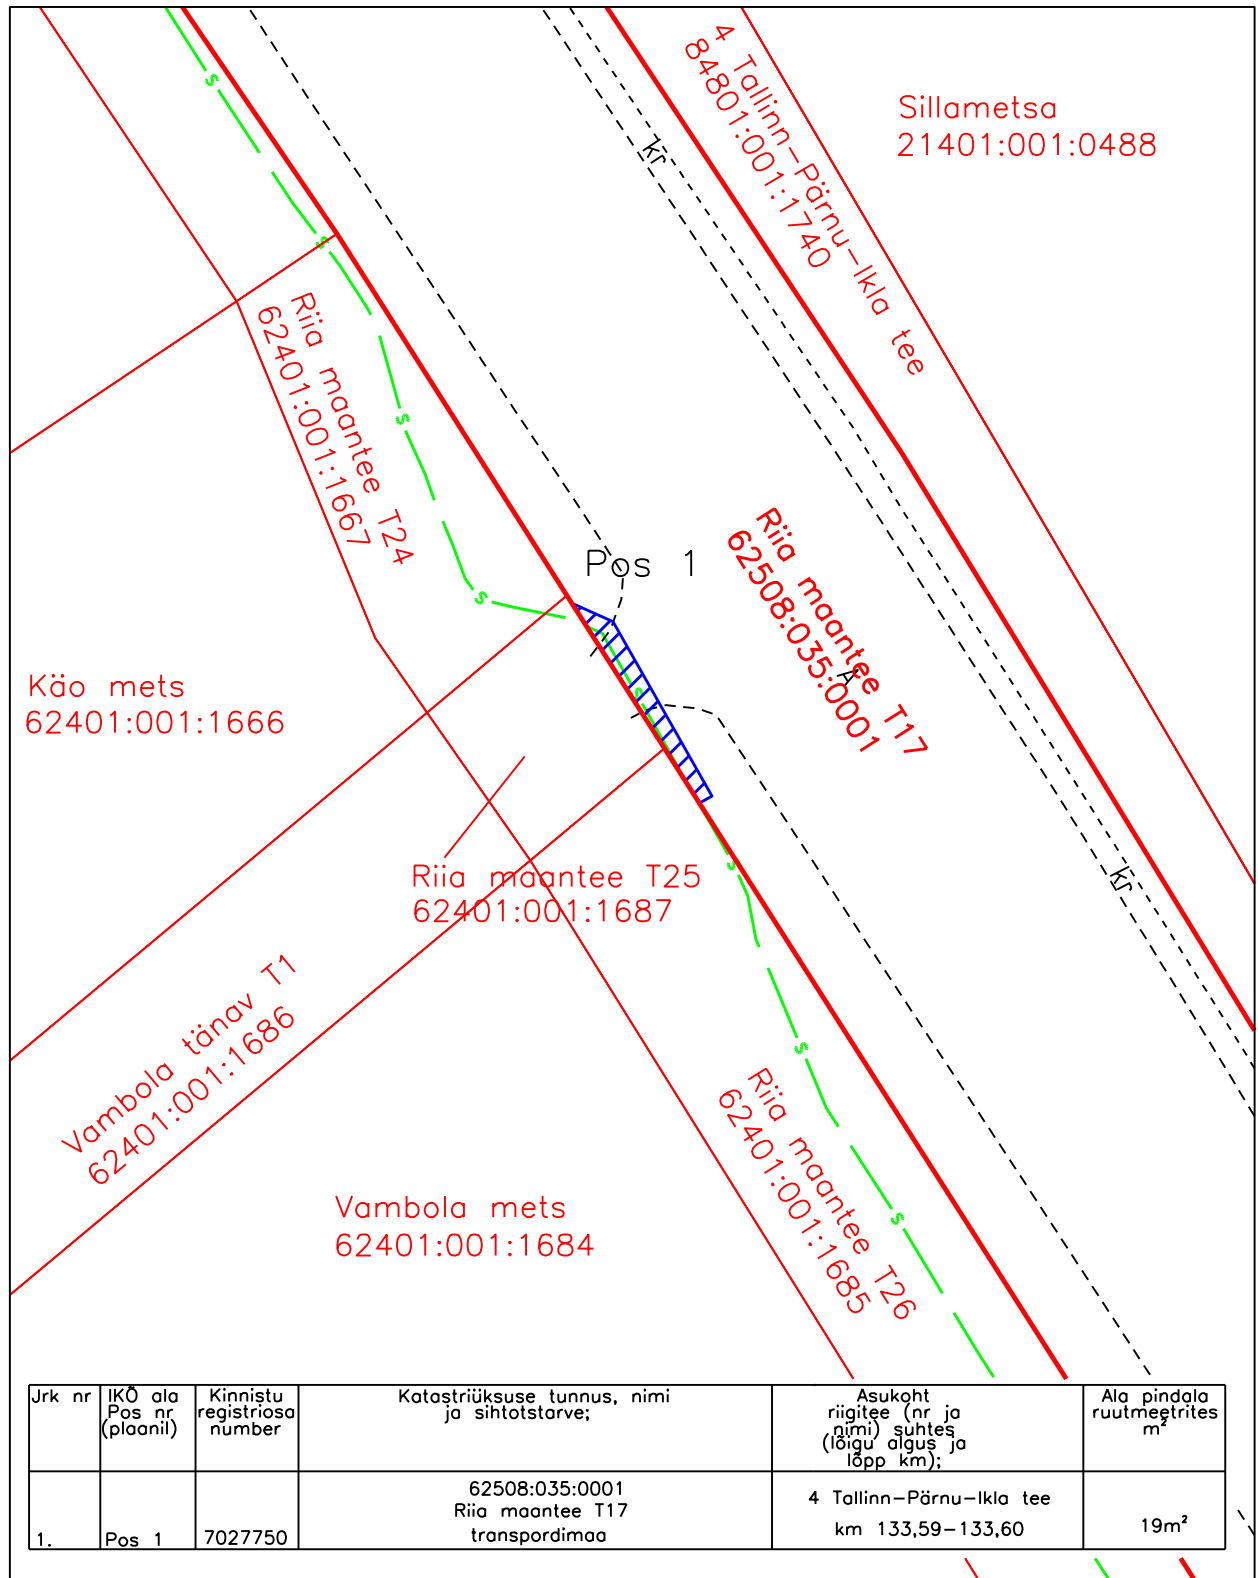 4 Tallinn-Pärnu-Ikla tee
84801:001:1740
Sillametsa
21401:001:0488
kr
Riia maantee T24
62401:001:1667
Pos 1
Riia maantee T17
62508:035:0001
A
Käo mets
62401:001:1666
Riia maantee T25
62401:001:1687
kr
Vambola tänav T1
62401:001:1686
Riia maantee T26
62401:001:1685
Vambola mets
62401:001:1684
s
s
s
s
s
s
s
s
Jrk nr
IKÕ ala
Pos nr
(plaanil)
Kinnistu
registriosa
number
Katastriüksuse tunnus, nimi
ja sihtotstarve;
Asukoht
riigitee (nr ja
nimi) suhtes
(lõigu algus ja
lõpp km);
Ala pindala
ruutmeetrites
m²
1.
Pos 1
7027750
62508:035:0001
Riia maantee T17
transpordimaa
4 Tallinn-Pärnu-Ikla tee
km 133,59-133,60
19m²